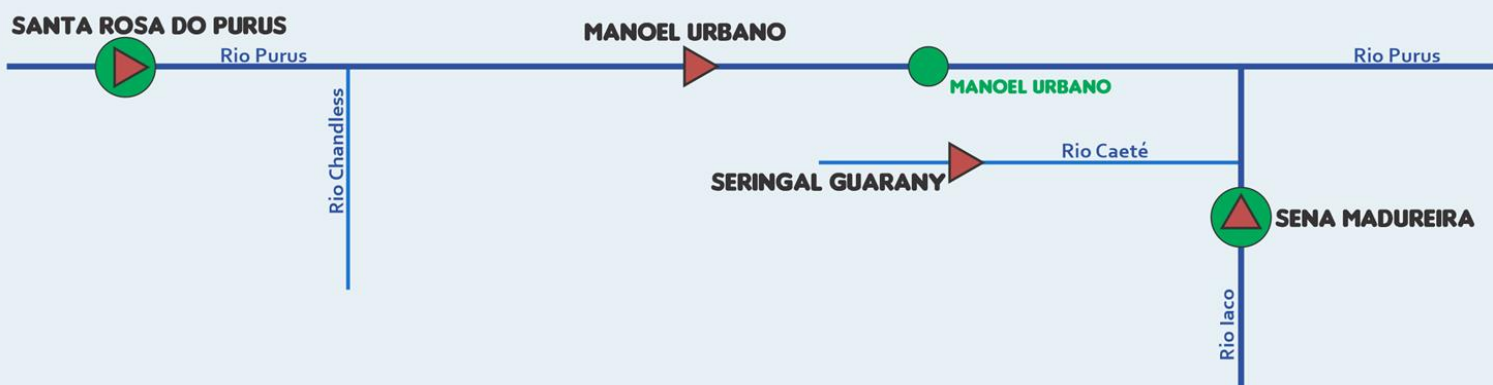 SANTA ROSA DO PURUS
Rio Purus
MANOEL URBANO
Rio Purus
MANOEL URBANO
Rio Chandless
Rio Caeté
SERINGAL GUARANY
SENA MADUREIRA
Rio Iaco